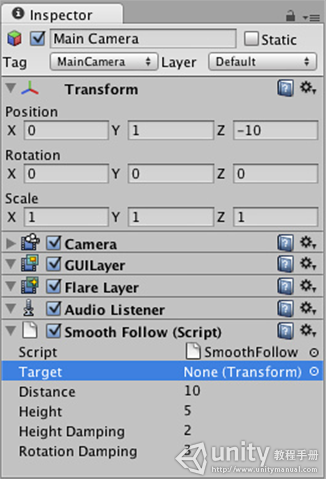 Inspector
Main Camera Static
Tag MainCamera Layer Default
Transform
Position
X 0 Y 1 Z -10
Rotation
X 0 Y 0 Z 0
Scale
X 1 Y 1 Z 1
Camera
GUILayer
Flare Layer
Audio Listener
Smooth Follow (Script)
Script SmoothFollow
Target None (Transform)
Distance 10
Height 5
Height Damping 2
Rotation Damping 3
unity 教程手册
http://www.unitymanual.com